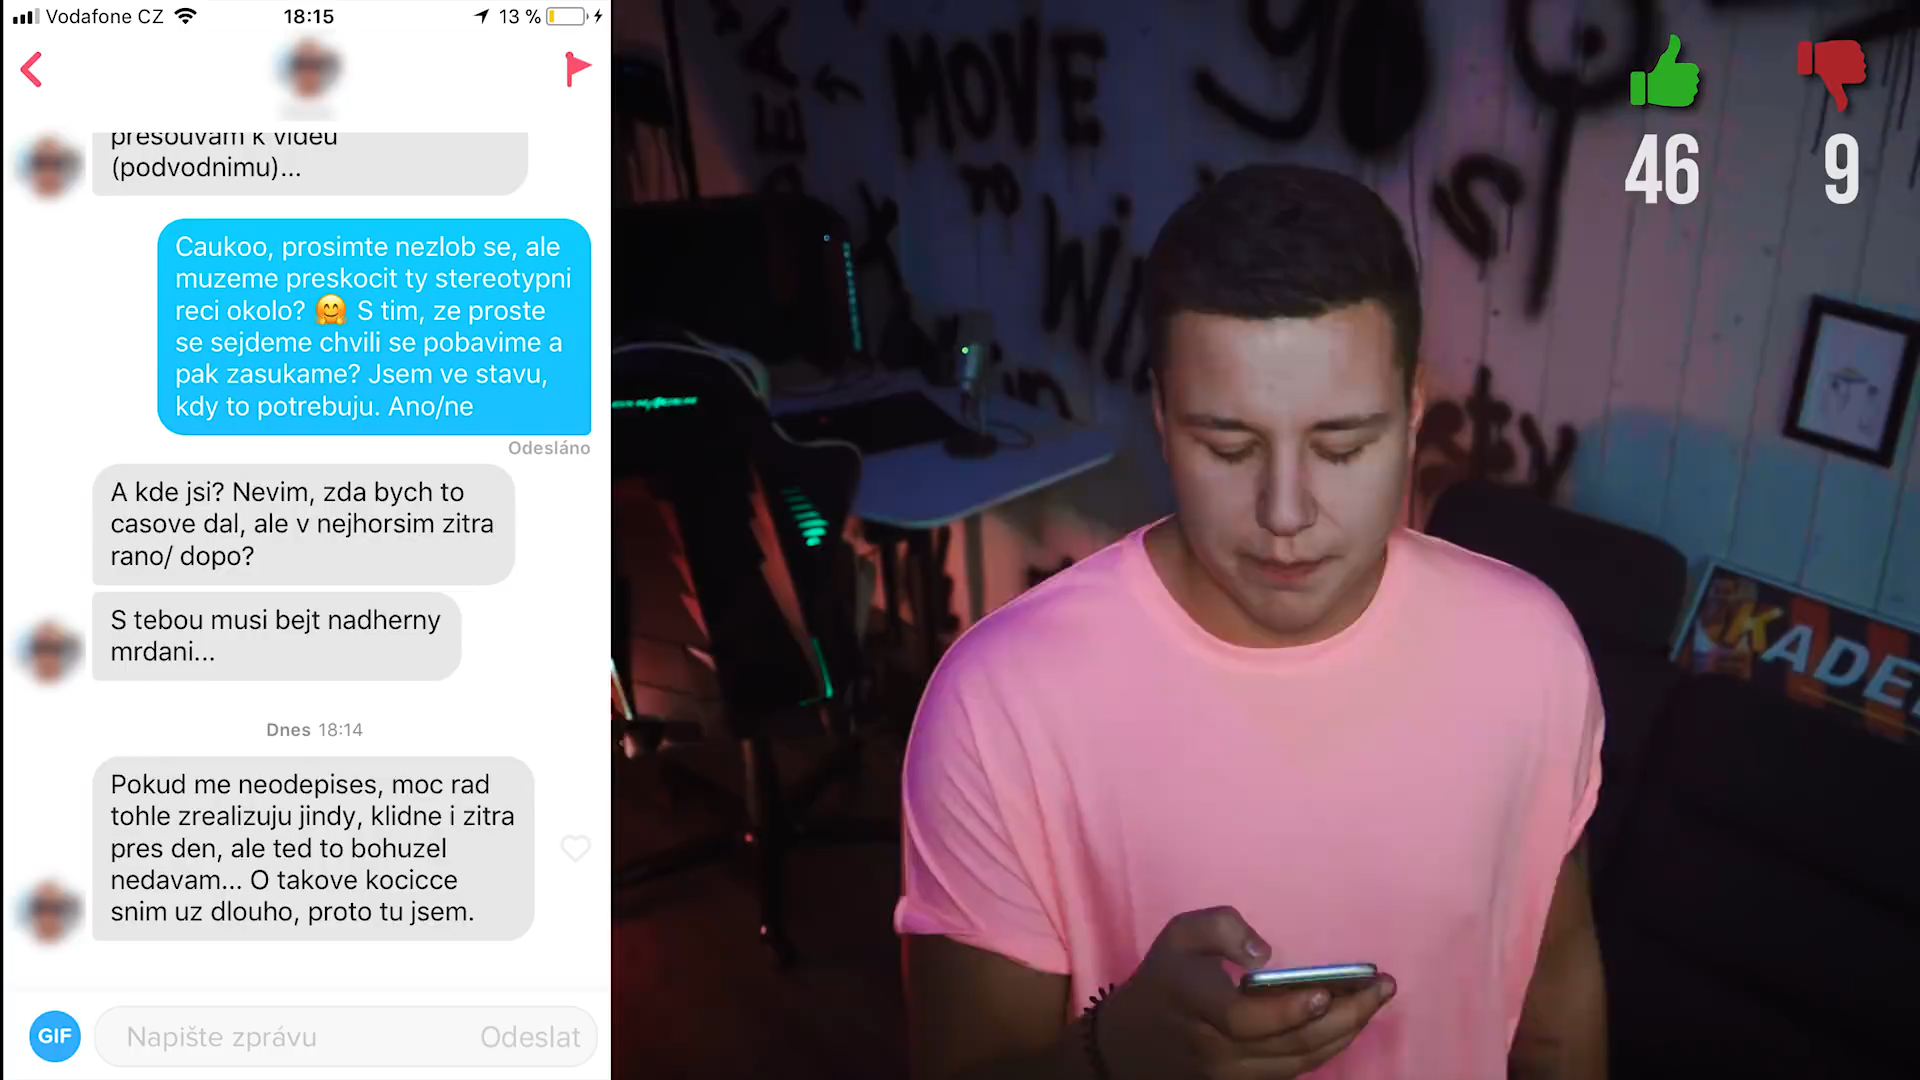 Vodafone CZ
18:15
13 %
presouvam k videu
(podvodnimu)...
Caukoo, prosimte nezlob se, ale
muzeme preskocit ty stereotypni
reci okolo? 🤗 S tim, ze proste
se sejdeme chvili se pobavime a
pak zasukame? Jsem ve stavu,
kdy to potrebuju. Ano/ne
Odesláno
A kde jsi? Nevim, zda bych to
casove dal, ale v nejhorsim zitra
rano/ dopo?
S tebou musi bejt nadherny
mrdani...
Dnes 18:14
Pokud me neodepises, moc rad
tohle zrealizuju jindy, klidne i zitra
pres den, ale ted to bohuzel
nedavam... O takove kocicce
snim uz dlouho, proto tu jsem.
GIF
Napište zprávu
Odeslat
46
9
MOVE
TO
KADE